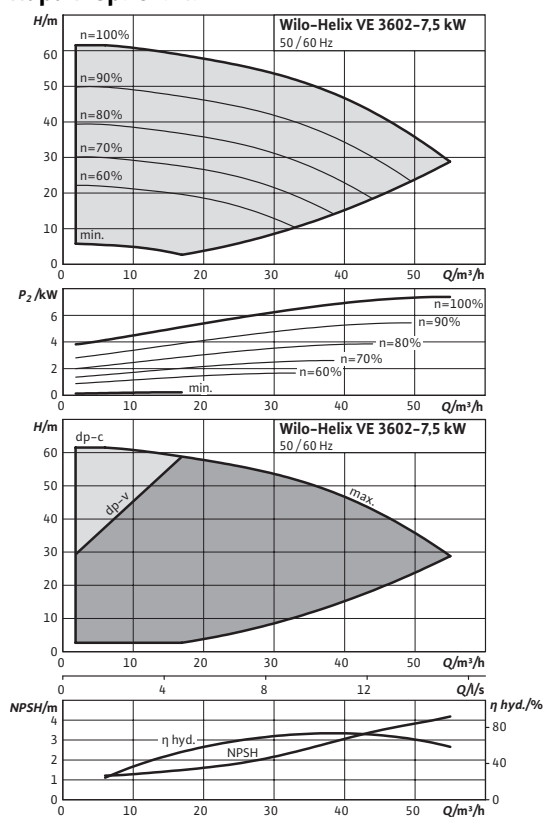 H/m
Wilo-Helix VE 3602-7,5 kW
50/60 Hz
n=100%
n=90%
n=80%
n=70%
n=60%
min.
60
50
40
30
20
10
0
0 10 20 30 40 50 Q/m³/h
P₂/kW
6
4
2
0
n=100%
n=90%
n=80%
n=70%
n=60%
min.
0 10 20 30 40 50 Q/m³/h
H/m
Wilo-Helix VE 3602-7,5 kW
50/60 Hz
dp-c
dp-v
max.
60
50
40
30
20
10
0
0 10 20 30 40 50 Q/m³/h
0 4 8 12 Q/l/s
NPSH/m
η hyd./%
4
3
2
1
0
η hyd.
NPSH
80
40
0
0 10 20 30 40 50 Q/m³/h